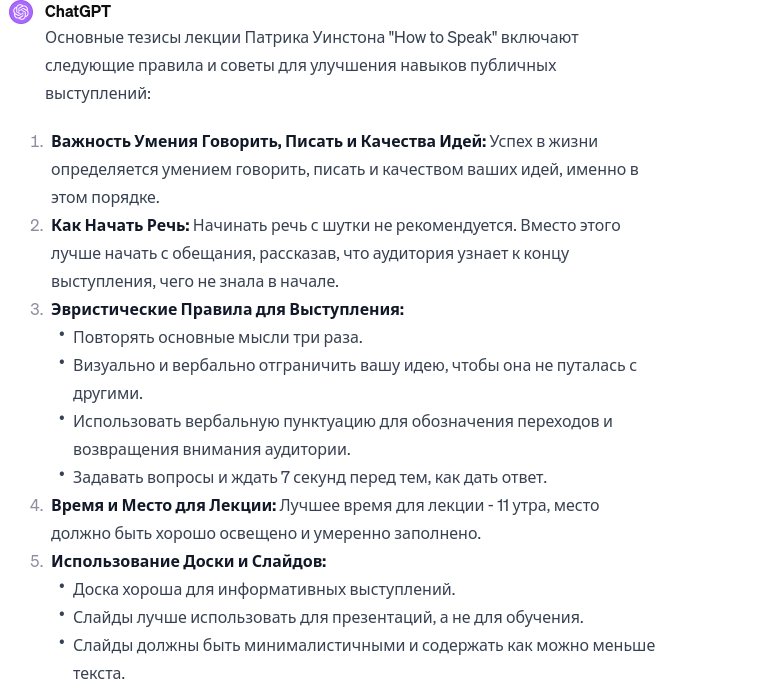 ChatGPT
Основные тезисы лекции Патрика Уинстона "How to Speak" включают
следующие правила и советы для улучшения навыков публичных
выступлений:
1. Важность Умения Говорить, Писать и Качества Идей: Успех в жизни
определяется умением говорить, писать и качеством ваших идей, именно в
этом порядке.
2. Как Начать Речь: Начинать речь с шутки не рекомендуется. Вместо этого
лучше начать с обещания, рассказав, что аудитория узнает к концу
выступления, чего не знала в начале.
3. Эвристические Правила для Выступления:
• Повторять основные мысли три раза.
• Визуально и вербально отграничить вашу идею, чтобы она не путалась с
другими.
• Использовать вербальную пунктуацию для обозначения переходов и
возвращения внимания аудитории.
• Задавать вопросы и ждать 7 секунд перед тем, как дать ответ.
4. Время и Место для Лекции: Лучшее время для лекции - 11 утра, место
должно быть хорошо освещено и умеренно заполнено.
5. Использование Доски и Слайдов:
• Доска хороша для информативных выступлений.
• Слайды лучше использовать для презентаций, а не для обучения.
• Слайды должны быть минималистичными и содержать как можно меньше
текста.